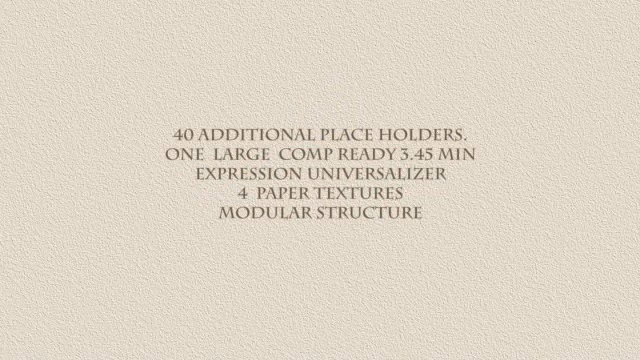 40 ADDITIONAL PLACE HOLDERS.
ONE LARGE COMP READY 3.45 MIN
EXPRESSION UNIVERSALIZER
4 PAPER TEXTURES
MODULAR STRUCTURE